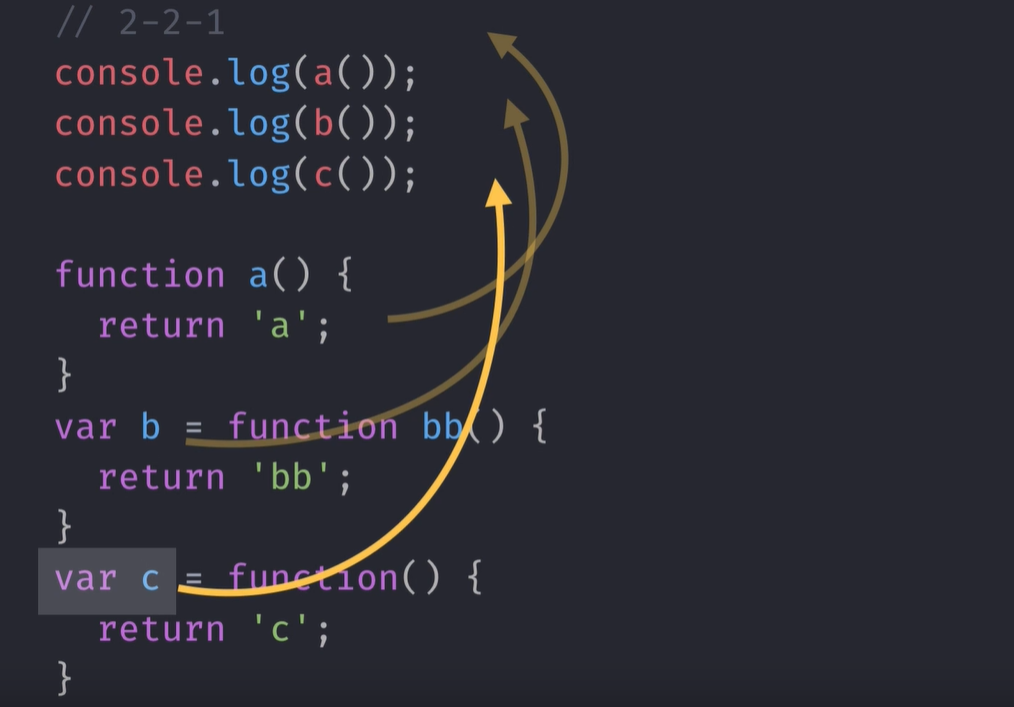 // 2-2-1
console.log(a());
console.log(b());
console.log(c());
function a() {
  return 'a';
}
var b = function bb() {
  return 'bb';
}
var c = function() {
  return 'c';
}